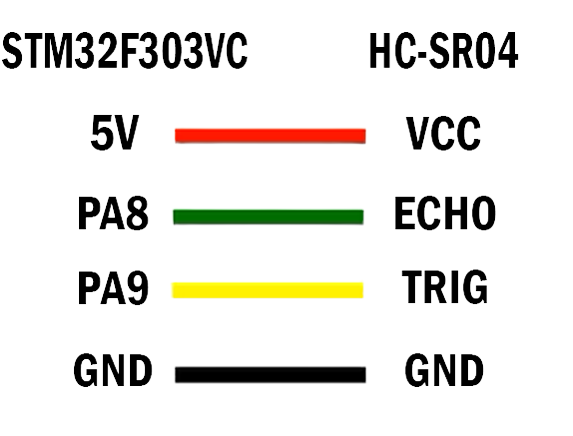 STM32F303VC HC-SR04
5V VCC
PA8 ECHO
PA9 TRIG
GND GND